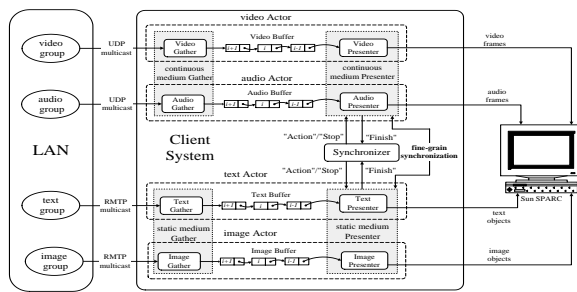 video Actor
video
group
UDP
multicast
Video
Gather
Video Buffer
i+1
i
i-1
Video
Presenter
video
frames
continuous
medium Gather
continuous
medium Presenter
audio Actor
audio
group
UDP
multicast
Audio
Gather
Audio Buffer
i+1
i
i-1
Audio
Presenter
audio
frames
LAN
Client
System
"Action"/"Stop"
"Finish"
Synchronizer
fine-grain
synchronization
"Action"/"Stop"
"Finish"
Sun SPARC
text Actor
text
group
RMTP
multicast
Text
Gather
Text Buffer
i+1
i
i-1
Text
Presenter
text
objects
static medium
Gather
static medium
Presenter
image Actor
image
group
RMTP
multicast
Image
Gather
Image Buffer
i+1
i
i-1
Image
Presenter
image
objects